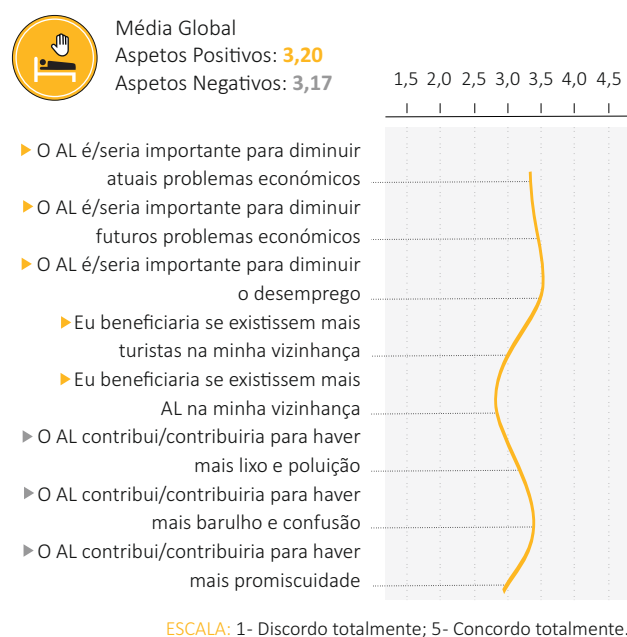 Média Global
Aspetos Positivos: 3,20
Aspetos Negativos: 3,17
1,5 2,0 2,5 3,0 3,5 4,0 4,5
O AL é/seria importante para diminuir
atuais problemas económicos
O AL é/seria importante para diminuir
futuros problemas económicos
O AL é/seria importante para diminuir
o desemprego
Eu beneficiaria se existissem mais
turistas na minha vizinhança
Eu beneficiaria se existissem mais
AL na minha vizinhança
O AL contribui/contribuiria para haver
mais lixo e poluição
O AL contribui/contribuiria para haver
mais barulho e confusão
O AL contribui/contribuiria para haver
mais promiscuidade
ESCALA: 1- Discordo totalmente; 5- Concordo totalmente.